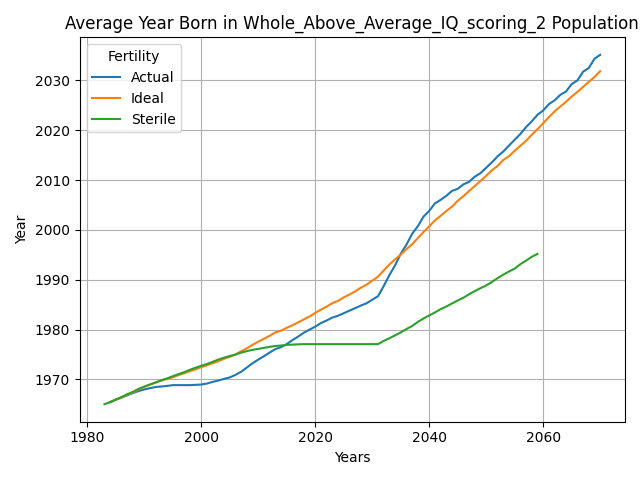 Average Year Born in Whole_Above_Average_IQ_scoring_2 Population
Fertility
Actual
Ideal
Sterile
Year
2030
2020
2010
2000
1990
1980
1970
1980
2000
2020
2040
2060
Years